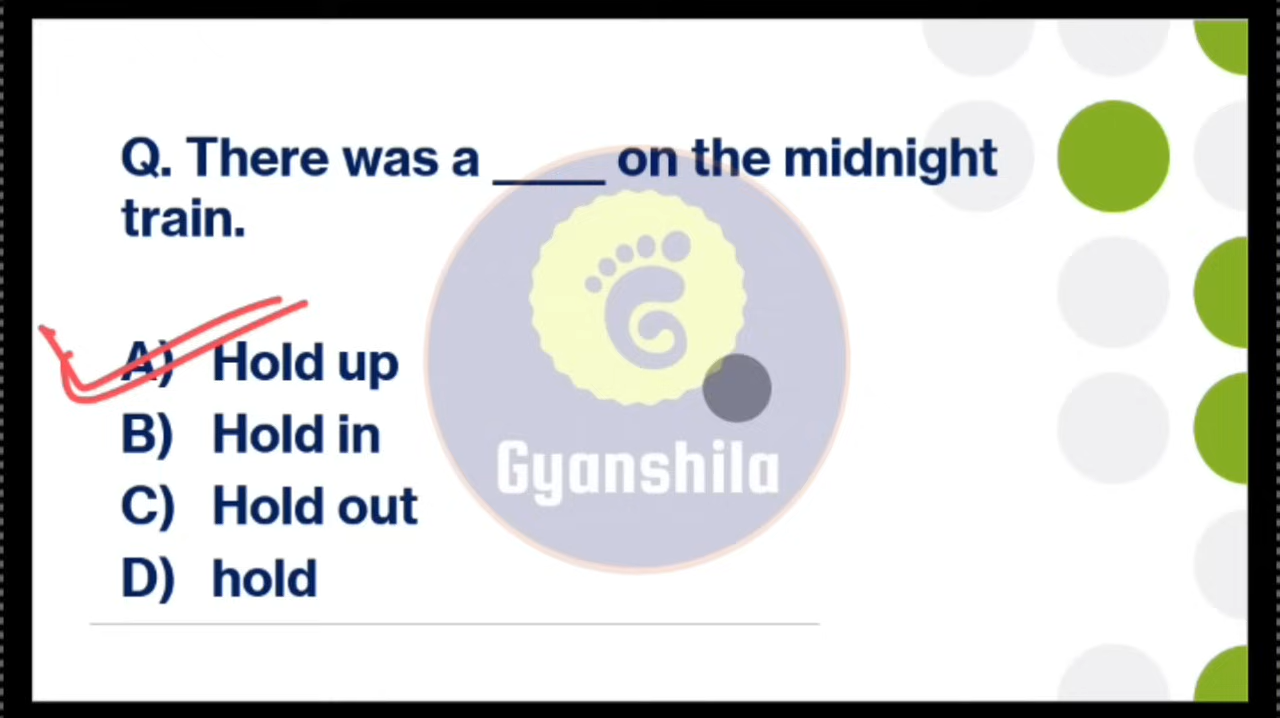 Q. There was a ____ on the midnight
train.
A) Hold up
B) Hold in
C) Hold out
D) hold
Gyanshila